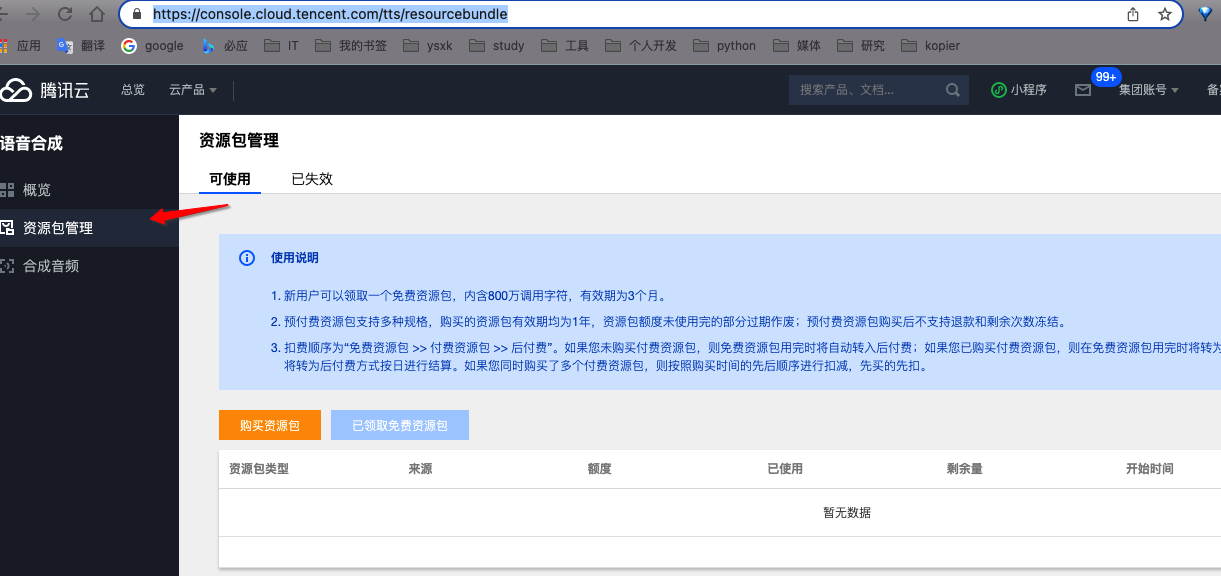 https://console.cloud.tencent.com/tts/resourcebundle
应用 翻译 google 必应 IT 我的书签 ysxk study 工具 个人开发 python 媒体 研究 kopier
腾讯云 总览 云产品 搜索产品、文档... 小程序 99+ 集团账号
语音合成
概览
资源包管理
合成音频
资源包管理
可使用 已失效
使用说明
1. 新用户可以领取一个免费资源包，内含800万调用字符，有效期为3个月。
2. 预付费资源包支持多种规格，购买的资源包有效期均为1年，资源包额度未使用完的部分过期作废；预付费资源包购买后不支持退款和剩余次数冻结。
3. 扣费顺序为“免费资源包 >> 付费资源包 >> 后付费”。如果您未购买付费资源包，则免费资源包用完时将自动转入后付费；如果您已购买付费资源包，则在免费资源包用完时将转为
将转为后付费方式按日进行结算。如果您同时购买了多个付费资源包，则按照购买时间的先后顺序进行扣减，先买的先扣。
购买资源包 已领取免费资源包
资源包类型 来源 额度 已使用 剩余量 开始时间
暂无数据